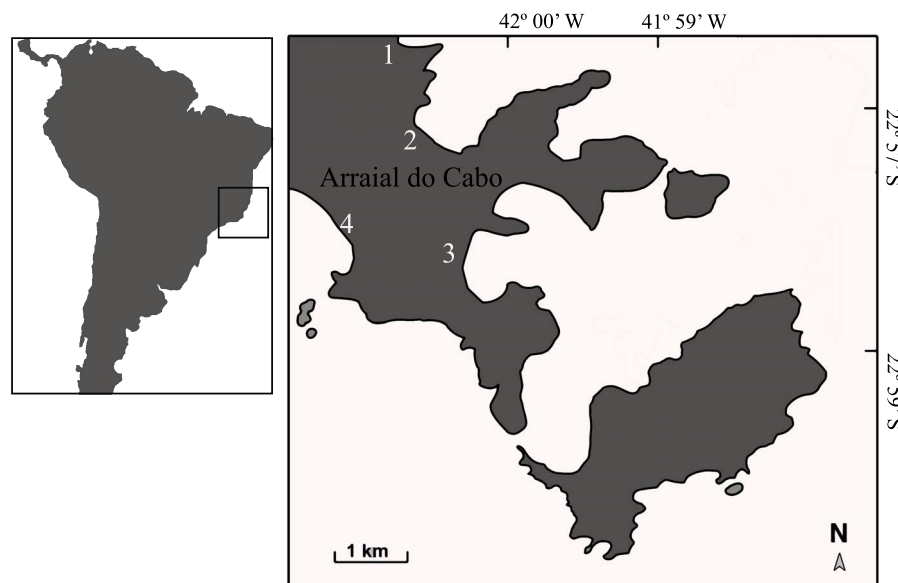 42º 00’ W 41º 59’ W
1
2
22º 57’ S
Arraial do Cabo
4
3
22º 59’ S
1 km
N